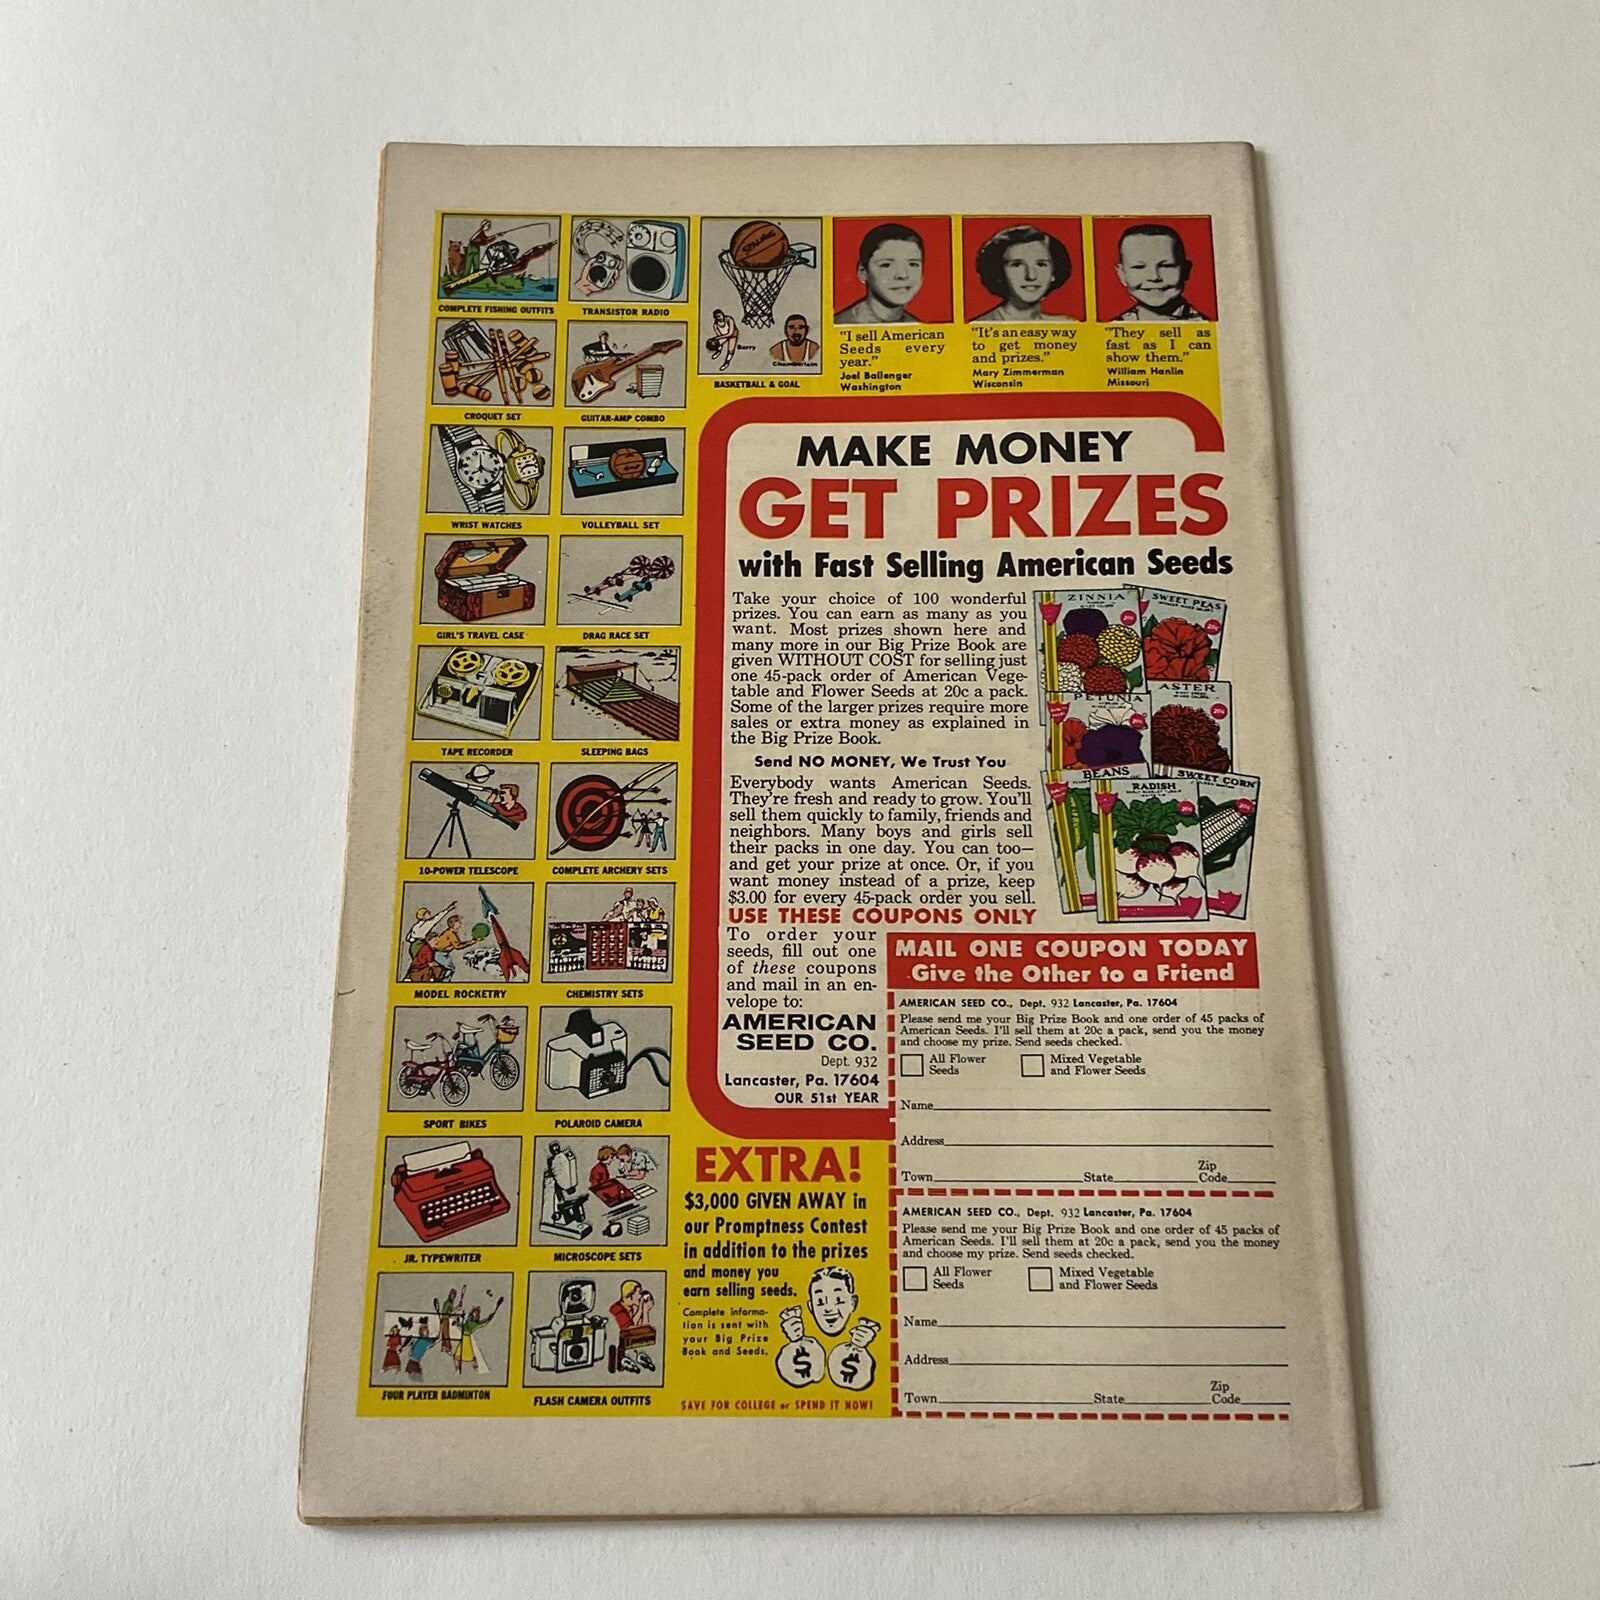 COMPLETE FISHING OUTFITS
TRANSISTOR RADIO
SPALDING
Barry
Chamberlain
BASKETBALL & GOAL
CROQUET SET
GUITAR-AMP COMBO
WRIST WATCHES
VOLLEYBALL SET
GIRL'S TRAVEL CASE
DRAG RACE SET
TAPE RECORDER
SLEEPING BAGS
10-POWER TELESCOPE
COMPLETE ARCHERY SETS
MODEL ROCKETRY
CHEMISTRY SETS
SPORT BIKES
POLAROID CAMERA
JR. TYPEWRITER
MICROSCOPE SETS
FOUR PLAYER BADMINTON
FLASH CAMERA OUTFITS
"I sell American
Seeds every
year."
Joel Ballenger
Washington
"It's an easy way
to get money
and prizes."
Mary Zimmerman
Wisconsin
"They sell as
fast as I can
show them."
William Hanlin
Missouri
MAKE MONEY
GET PRIZES
with Fast Selling American Seeds
Take your choice of 100 wonderful
prizes. You can earn as many as you
want. Most prizes shown here and
many more in our Big Prize Book are
given WITHOUT COST for selling just
one 45-pack order of American Vege-
table and Flower Seeds at 20c a pack.
Some of the larger prizes require more
sales or extra money as explained in
the Big Prize Book.
Send NO MONEY, We Trust You
Everybody wants American Seeds.
They're fresh and ready to grow. You'll
sell them quickly to family, friends and
neighbors. Many boys and girls sell
their packs in one day. You can too—
and get your prize at once. Or, if you
want money instead of a prize, keep
$3.00 for every 45-pack order you sell.
USE THESE COUPONS ONLY
To order your
seeds, fill out one
of these coupons
and mail in an en-
velope to:
AMERICAN
SEED CO.
Dept. 932
Lancaster, Pa. 17604
OUR 51st YEAR
ZINNIA
20c
SWEET PEAS
20c
PETUNIA
20c
ASTER
20c
BEANS
SWEET CORN
20c
RADISH
20c
MAIL ONE COUPON TODAY
Give the Other to a Friend
AMERICAN SEED CO., Dept. 932 Lancaster, Pa. 17604
Please send me your Big Prize Book and one order of 45 packs of
American Seeds. I'll sell them at 20c a pack, send you the money
and choose my prize. Send seeds checked.
All Flower
Seeds
Mixed Vegetable
and Flower Seeds
Name
Address
Town State Zip Code
AMERICAN SEED CO., Dept. 932 Lancaster, Pa. 17604
Please send me your Big Prize Book and one order of 45 packs of
American Seeds. I'll sell them at 20c a pack, send you the money
and choose my prize. Send seeds checked.
All Flower
Seeds
Mixed Vegetable
and Flower Seeds
Name
Address
Town State Zip Code
EXTRA!
$3,000 GIVEN AWAY in
our Promptness Contest
in addition to the prizes
and money you
earn selling seeds.
Complete informa-
tion is sent with
your Big Prize
Book and Seeds.
$ $
SAVE FOR COLLEGE or SPEND IT NOW!